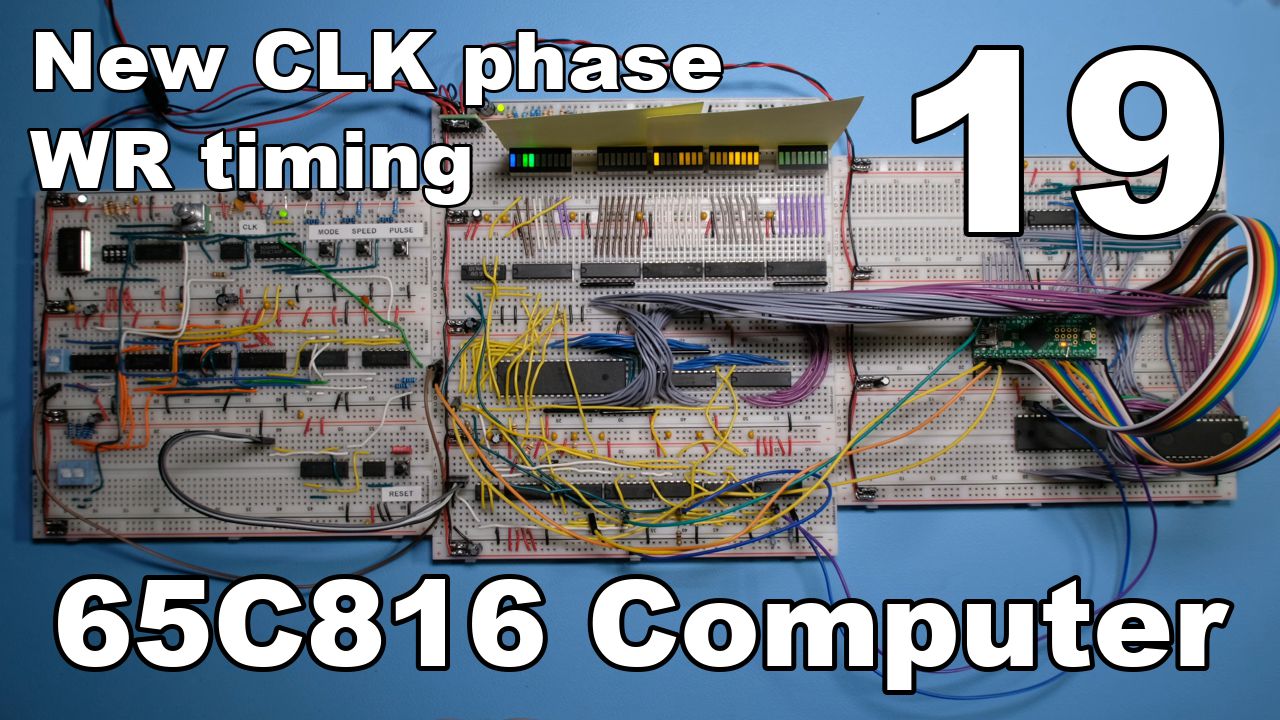 New CLK phase
WR timing
19
CLK
MODE SPEED PULSE
RESET
65C816 Computer